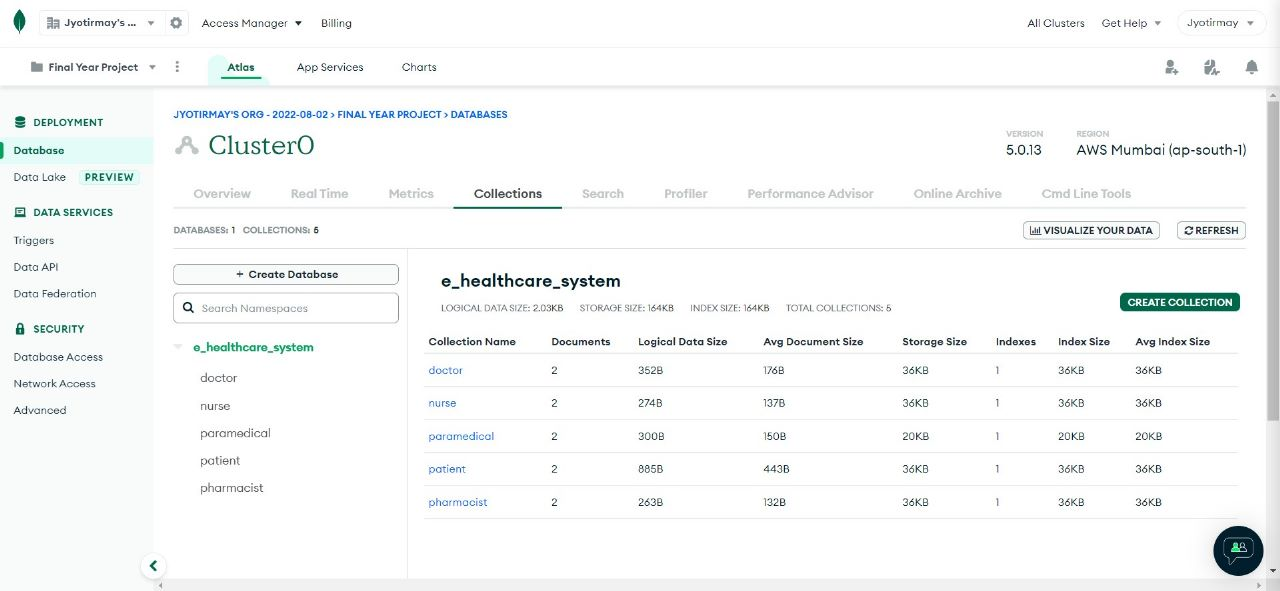 Jyotirmay's ... Access Manager Billing All Clusters Get Help Jyotirmay
Final Year Project Atlas App Services Charts
DEPLOYMENT
Database
Data Lake PREVIEW
DATA SERVICES
Triggers
Data API
Data Federation
SECURITY
Database Access
Network Access
Advanced
JYOTIRMAY'S ORG - 2022-08-02 > FINAL YEAR PROJECT > DATABASES
Cluster0
VERSION
5.0.13
REGION
AWS Mumbai (ap-south-1)
Overview Real Time Metrics Collections Search Profiler Performance Advisor Online Archive Cmd Line Tools
DATABASES: 1 COLLECTIONS: 5
VISUALIZE YOUR DATA REFRESH
+ Create Database
Search Namespaces
e_healthcare_system
doctor
nurse
paramedical
patient
pharmacist
e_healthcare_system
LOGICAL DATA SIZE: 2.03KB STORAGE SIZE: 164KB INDEX SIZE: 164KB TOTAL COLLECTIONS: 5
CREATE COLLECTION
Collection Name Documents Logical Data Size Avg Document Size Storage Size Indexes Index Size Avg Index Size
doctor 2 352B 176B 36KB 1 36KB 36KB
nurse 2 274B 137B 36KB 1 36KB 36KB
paramedical 2 300B 150B 20KB 1 20KB 20KB
patient 2 885B 443B 36KB 1 36KB 36KB
pharmacist 2 263B 132B 36KB 1 36KB 36KB